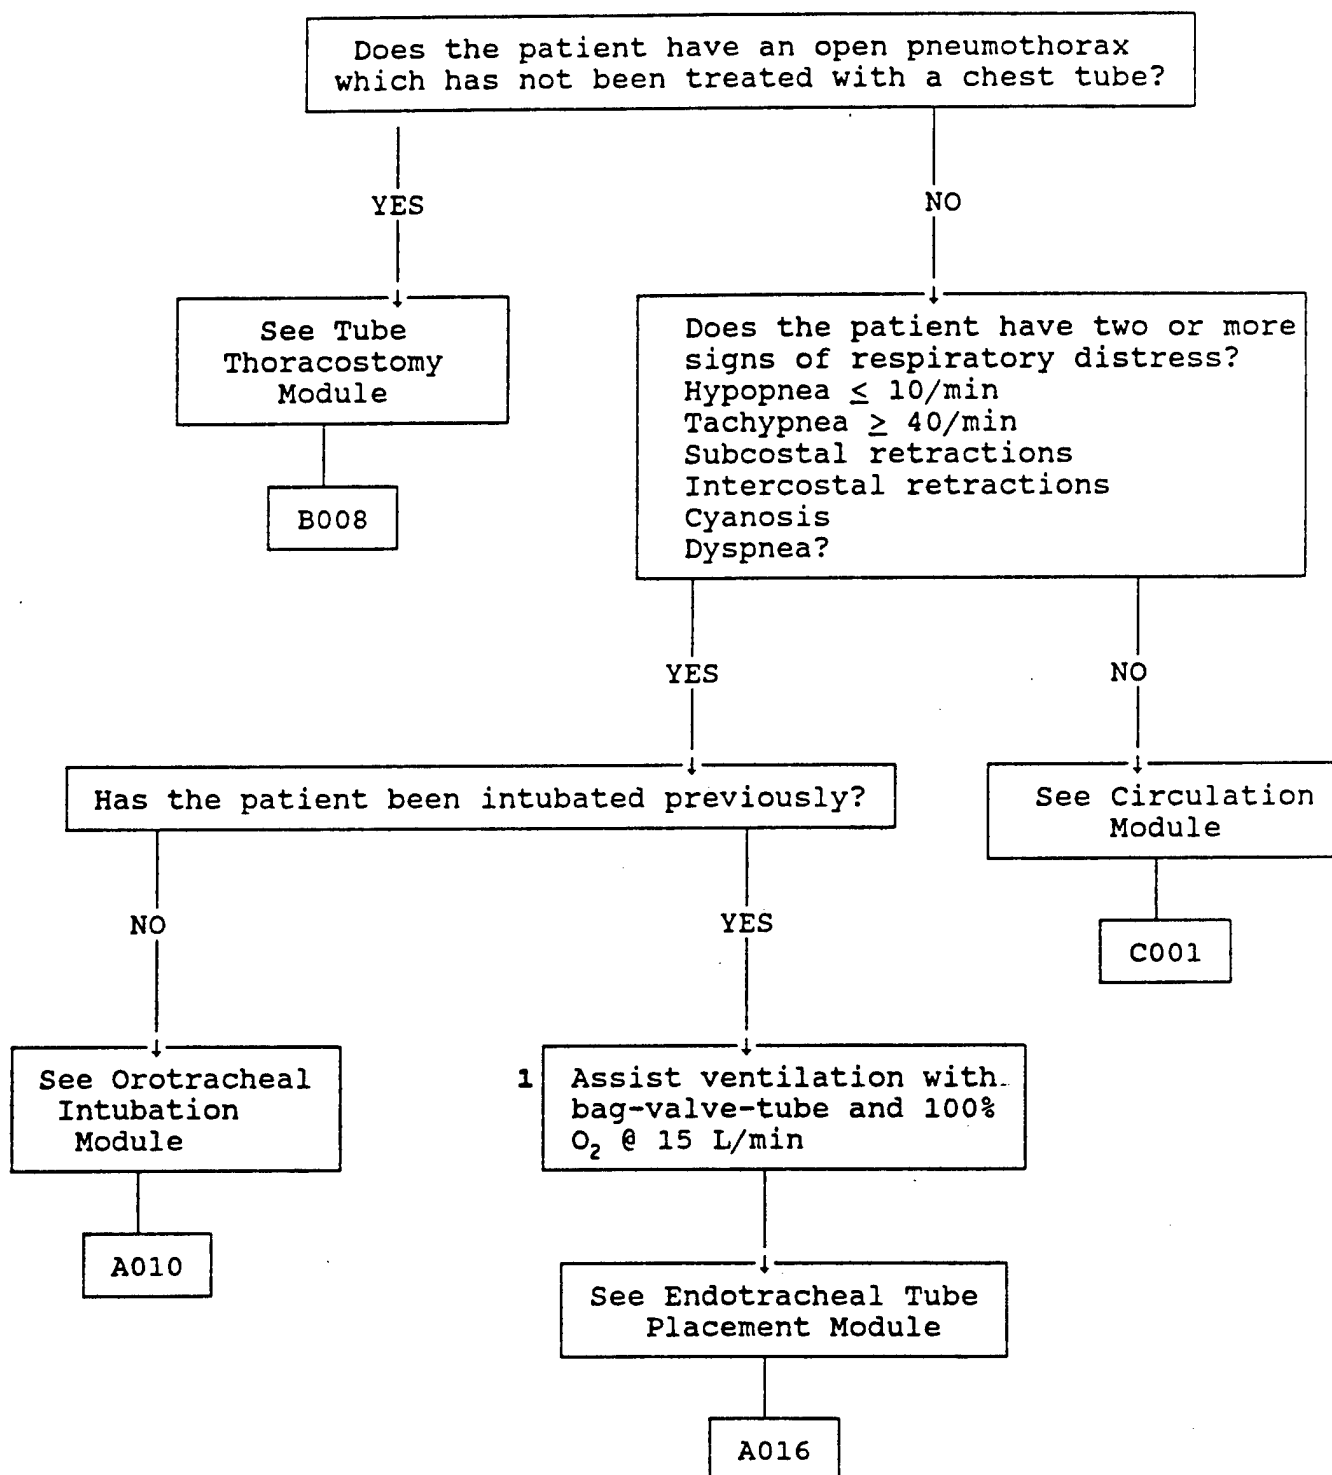 Does the patient have an open pneumothorax
which has not been treated with a chest tube?
YES
NO
See Tube
Thoracostomy
Module
B008
Does the patient have two or more
signs of respiratory distress?
Hypopnea ≤ 10/min
Tachypnea ≥ 40/min
Subcostal retractions
Intercostal retractions
Cyanosis
Dyspnea?
YES
NO
Has the patient been intubated previously?
See Circulation
Module
C001
NO
YES
See Orotracheal
Intubation
Module
A010
1 Assist ventilation with
bag-valve-tube and 100%
O₂ @ 15 L/min
See Endotracheal Tube
Placement Module
A016